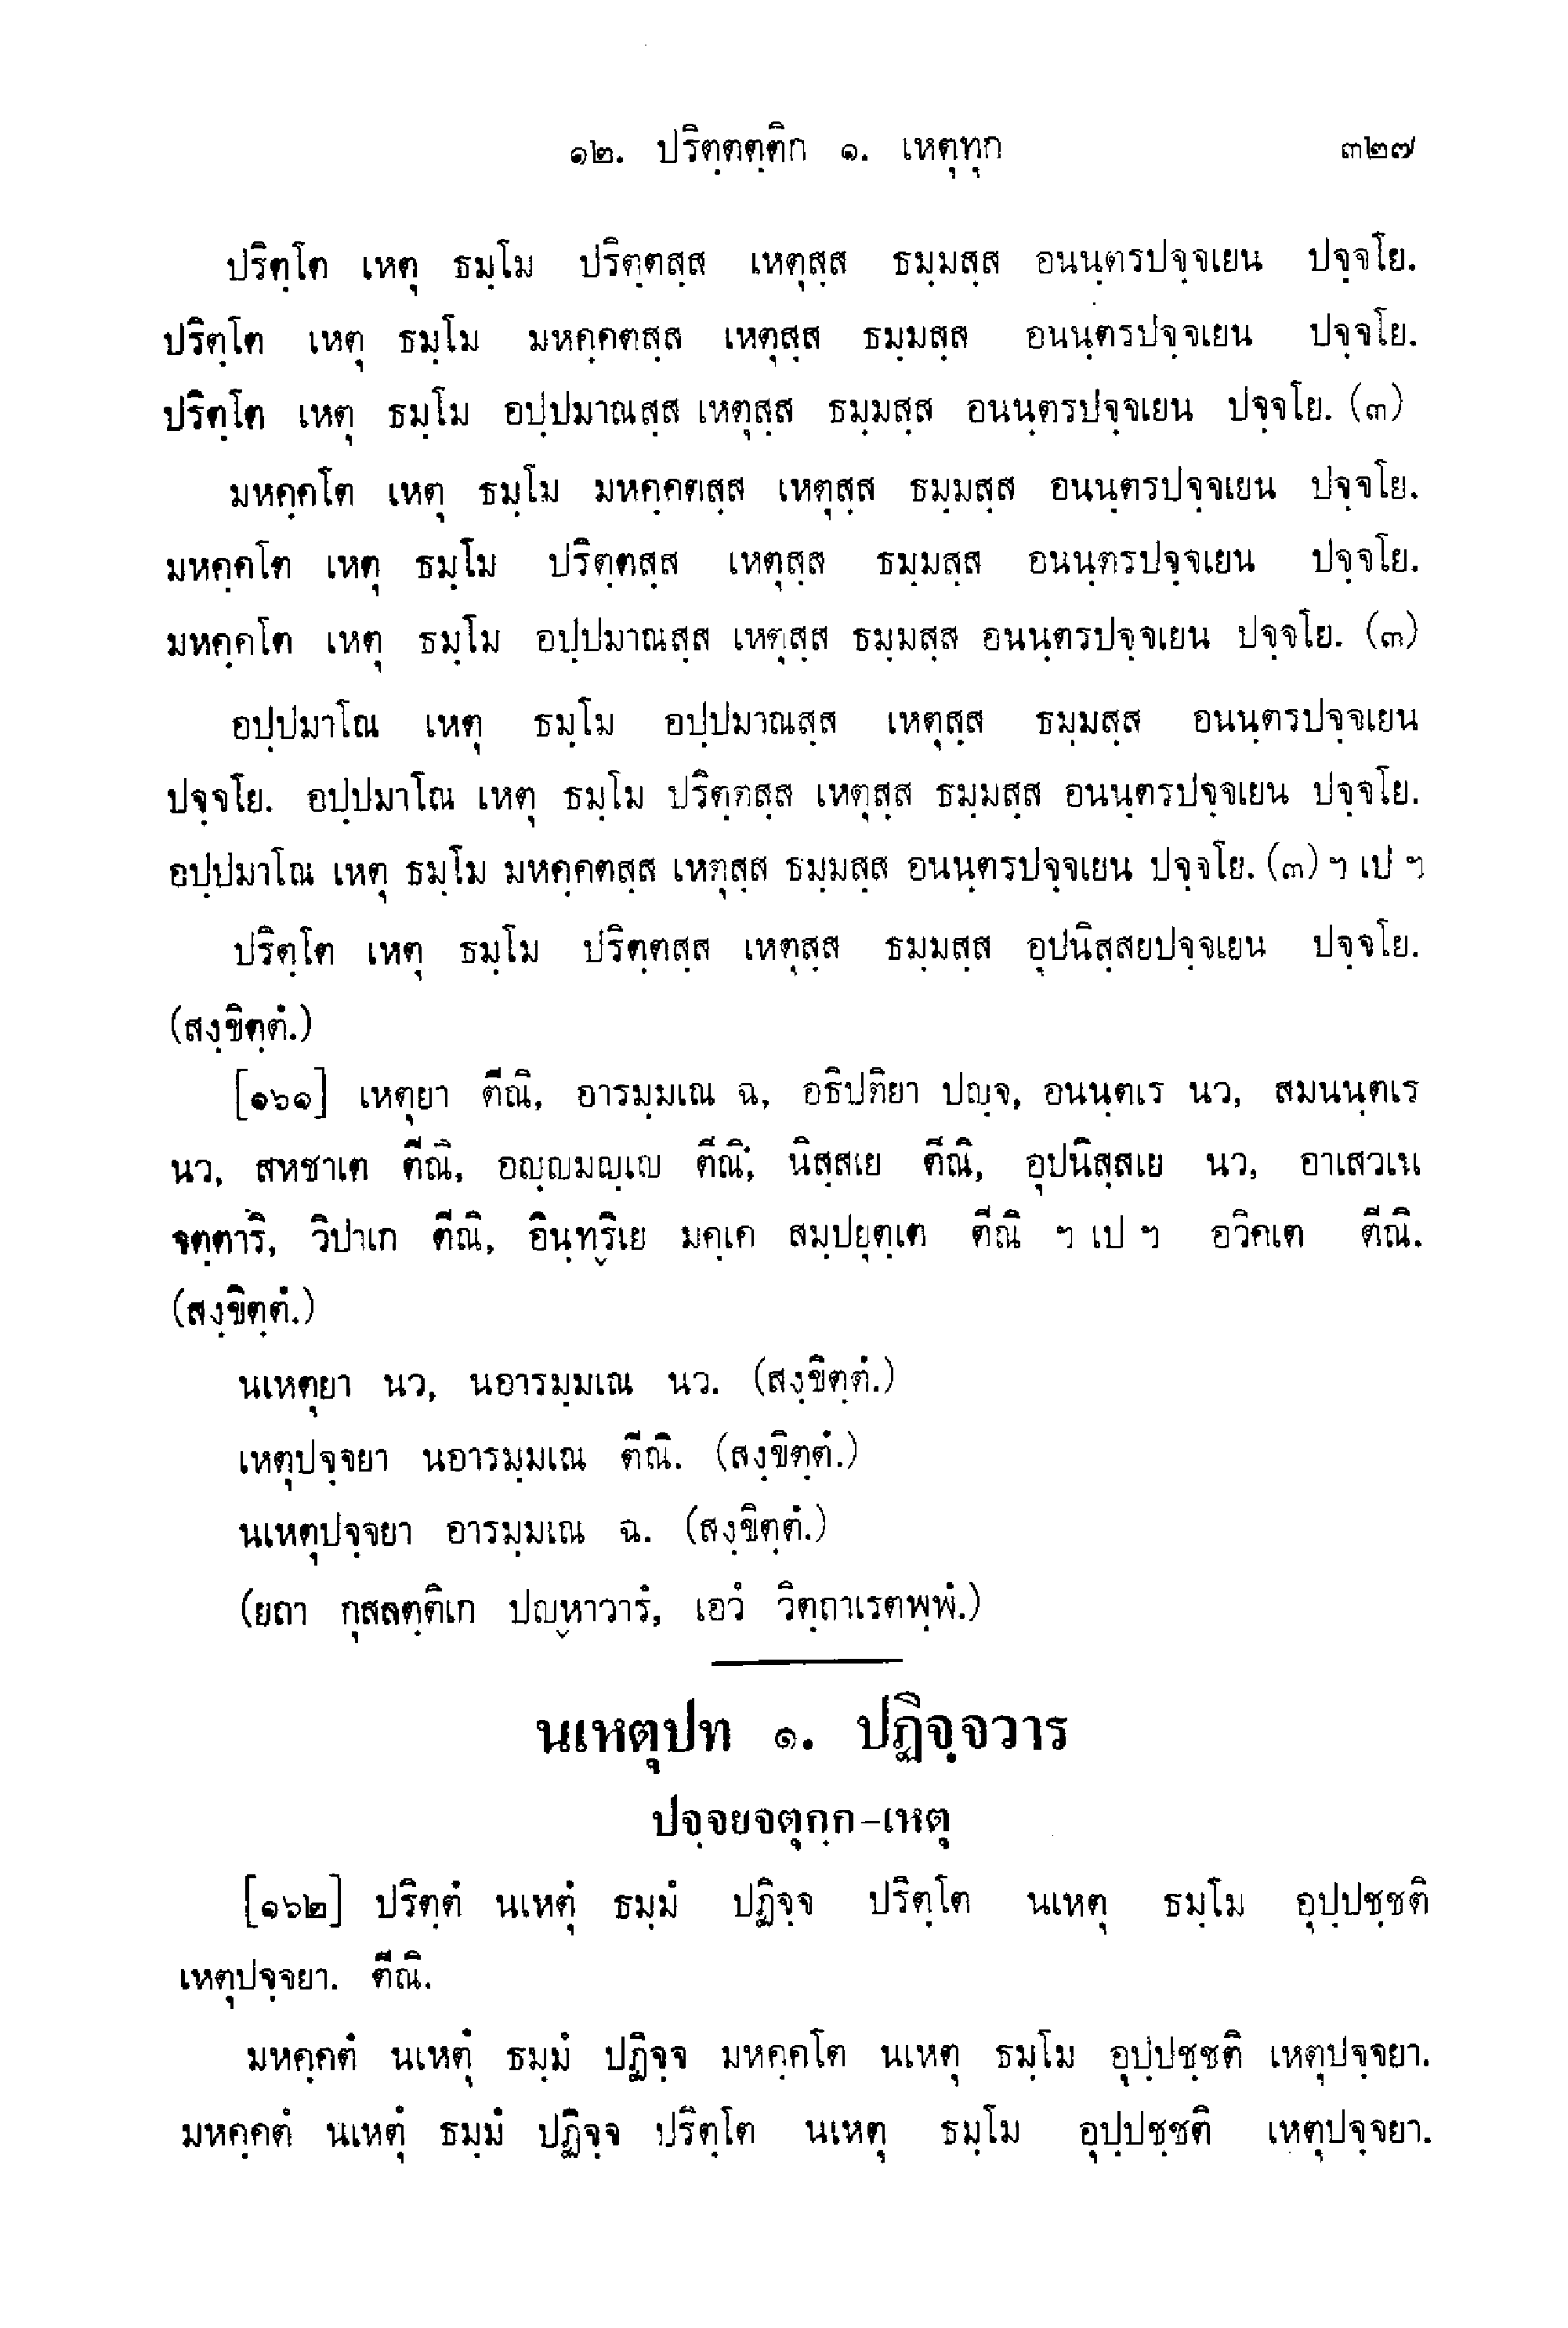 ๑๒. ปริตฺตตฺติก ๑. เหตุทุก ๓๒๗
ปริตฺโต เหตุ ธมฺโม ปริตฺตสฺส เหตุสฺส ธมฺมสฺส อนนฺตรปจฺจเยน ปจฺจโย.
ปริตฺโต เหตุ ธมฺโม มหคฺคตสฺส เหตุสฺส ธมฺมสฺส อนนฺตรปจฺจเยน ปจฺจโย.
ปริตฺโต เหตุ ธมฺโม อปฺปมาณสฺส เหตุสฺส ธมฺมสฺส อนนฺตรปจฺจเยน ปจฺจโย. (๓)
มหคฺคโต เหตุ ธมฺโม มหคฺคตสฺส เหตุสฺส ธมฺมสฺส อนนฺตรปจฺจเยน ปจฺจโย.
มหคฺคโต เหตุ ธมฺโม ปริตฺตสฺส เหตุสฺส ธมฺมสฺส อนนฺตรปจฺจเยน ปจฺจโย.
มหคฺคโต เหตุ ธมฺโม อปฺปมาณสฺส เหตุสฺส ธมฺมสฺส อนนฺตรปจฺจเยน ปจฺจโย. (๓)
อปฺปมาโณ เหตุ ธมฺโม อปฺปมาณสฺส เหตุสฺส ธมฺมสฺส อนนฺตรปจฺจเยน
ปจฺจโย. อปฺปมาโณ เหตุ ธมฺโม ปริตฺตสฺส เหตุสฺส ธมฺมสฺส อนนฺตรปจฺจเยน ปจฺจโย.
อปฺปมาโณ เหตุ ธมฺโม มหคฺคตสฺส เหตุสฺส ธมฺมสฺส อนนฺตรปจฺจเยน ปจฺจโย. (๓) ฯ เป ฯ
ปริตฺโต เหตุ ธมฺโม ปริตฺตสฺส เหตุสฺส ธมฺมสฺส อุปนิสฺสยปจฺจเยน ปจฺจโย.
(สงฺขิตฺตํ.)
[๑๖๑] เหตุยา ตีณิ, อารมฺมเณ ฉ, อธิปติยา ปญฺจ, อนนฺตเร นว, สมนนฺตเร
นว, สหชาเต ตีณิ, อญฺญมญฺเญ ตีณิ, นิสฺสเย ตีณิ, อุปนิสฺสเย นว, อาเสวเน
จตฺตาริ, วิปาเก ตีณิ, อินฺทฺริเย มคฺเค สมฺปยุตฺเต ตีณิ ฯ เป ฯ อวิคเต ตีณิ.
(สงฺขิตฺตํ.)
นเหตุยา นว, นอารมฺมเณ นว. (สงฺขิตฺตํ.)
เหตุปจฺจยา นอารมฺมเณ ตีณิ. (สงฺขิตฺตํ.)
นเหตุปจฺจยา อารมฺมเณ ฉ. (สงฺขิตฺตํ.)
(ยถา กุสลตฺติเก ปญฺหาวารํ, เอวํ วิตฺถาเรตพฺพํ.)
นเหตุปท ๑. ปฏิจฺจวาร
ปจฺจยจตุกฺก-เหตุ
[๑๖๒] ปริตฺตํ นเหตุํ ธมฺมํ ปฏิจฺจ ปริตฺโต นเหตุ ธมฺโม อุปฺปชฺชติ
เหตุปจฺจยา. ตีณิ.
มหคฺคตํ นเหตุํ ธมฺมํ ปฏิจฺจ มหคฺคโต นเหตุ ธมฺโม อุปฺปชฺชติ เหตุปจฺจยา.
มหคฺคตํ นเหตุํ ธมฺมํ ปฏิจฺจ ปริตฺโต นเหตุ ธมฺโม อุปฺปชฺชติ เหตุปจฺจยา.